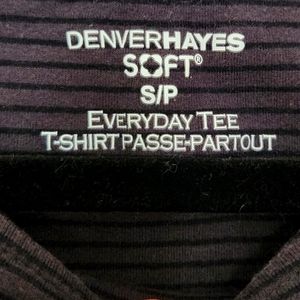 DENVERHAYES
SOFT®
S/P
EVERYDAY TEE
T-SHIRT PASSE-PARTOUT